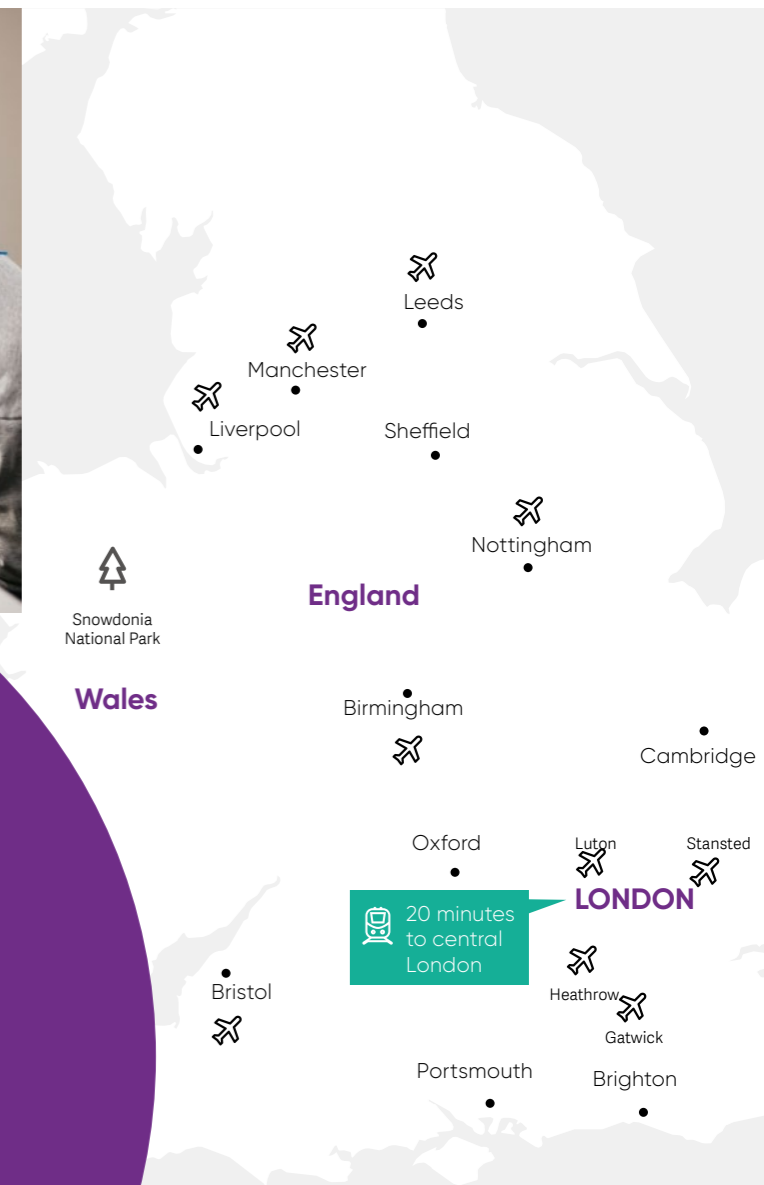 Leeds
Manchester
Liverpool
Sheffield
Nottingham
England
Snowdonia
National Park
Wales
Birmingham
Cambridge
Oxford
Luton
Stansted
LONDON
20 minutes
to central
London
Bristol
Heathrow
Gatwick
Portsmouth
Brighton